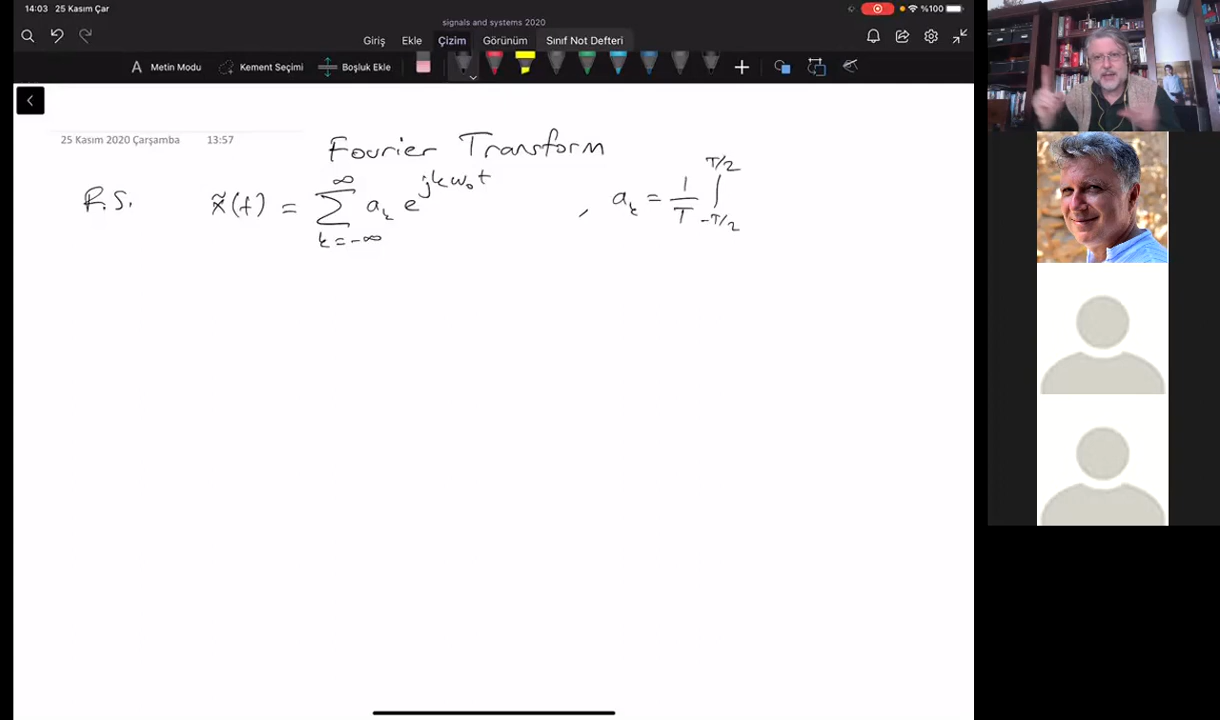 14:03 25 Kasım Çar %100
signals and systems 2020
Giriş Ekle Çizim Görünüm Sınıf Not Defteri
Metin Modu Kement Seçimi Boşluk Ekle
25 Kasım 2020 Çarşamba 13:57
Fourier Transform
F.S. x̃(t) = ∑_{k=-∞}^{∞} a_k e^{jkω₀t} , a_k = 1/T ∫_{-T/2}^{T/2}